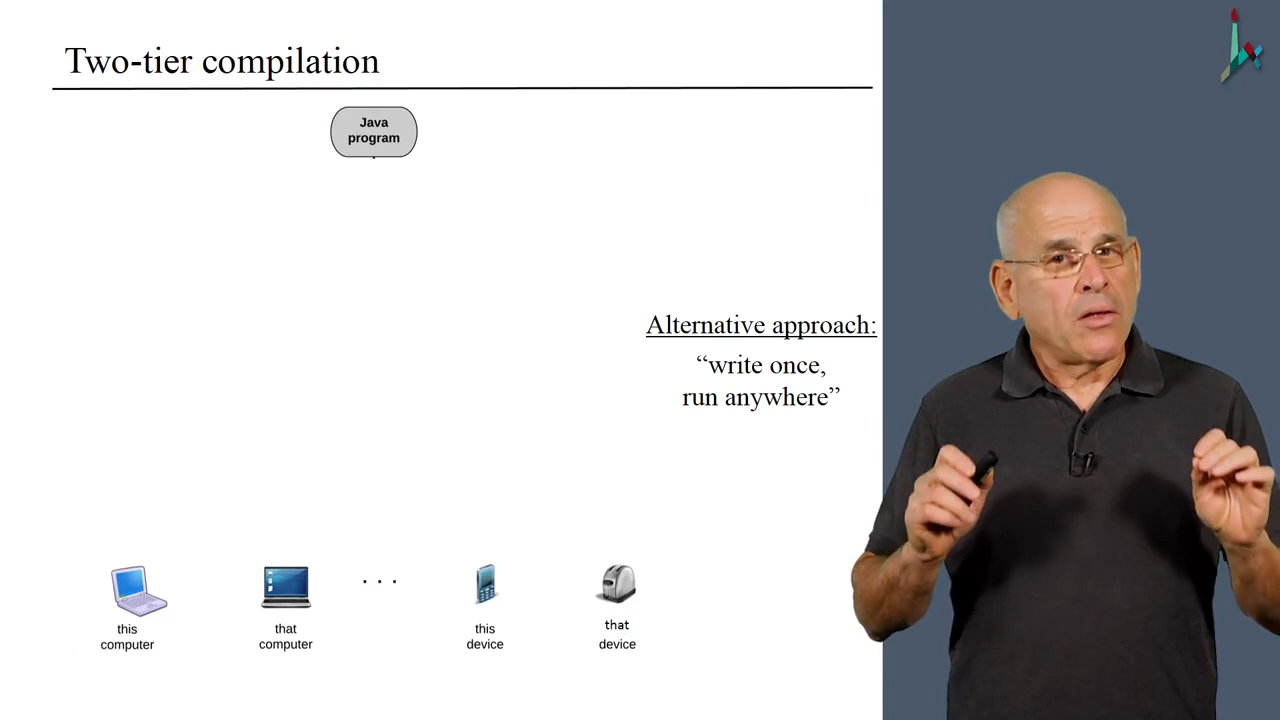 Two-tier compilation
Java
program
Alternative approach:
“write once,
run anywhere”
. . .
this
computer
that
computer
this
device
that
device